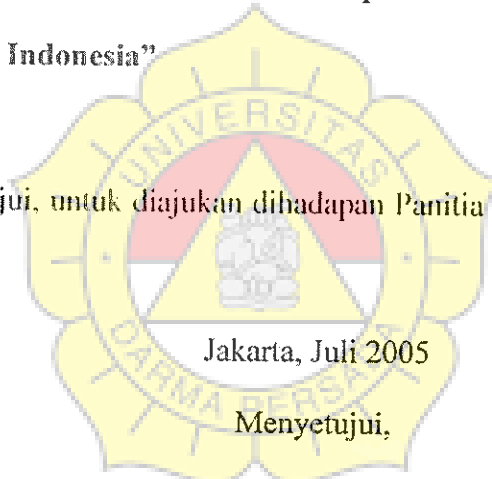 Indonesia”
jui, untuk diajukan dihadapan Panitia
Jakarta, Juli 2005
Menyetujui,
UNIVERSITAS
DARMA PERSADA